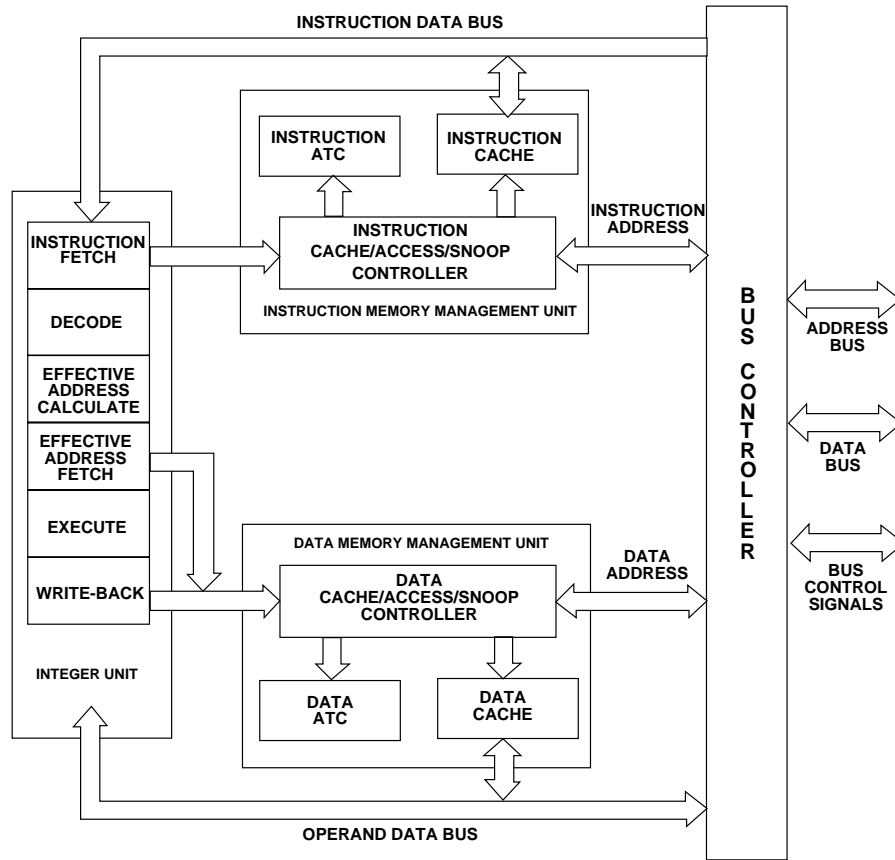 INSTRUCTION DATA BUS
INSTRUCTION
ATC
INSTRUCTION
CACHE
INSTRUCTION
FETCH
INSTRUCTION
CACHE/ACCESS/SNOOP
CONTROLLER
INSTRUCTION
ADDRESS
INSTRUCTION MEMORY MANAGEMENT UNIT
DECODE
EFFECTIVE
ADDRESS
CALCULATE
EFFECTIVE
ADDRESS
FETCH
EXECUTE
WRITE-BACK
INTEGER UNIT
DATA MEMORY MANAGEMENT UNIT
DATA
CACHE/ACCESS/SNOOP
CONTROLLER
DATA
ADDRESS
DATA
ATC
DATA
CACHE
OPERAND DATA BUS
BUS CONTROLLER
ADDRESS
BUS
DATA
BUS
BUS
CONTROL
SIGNALS